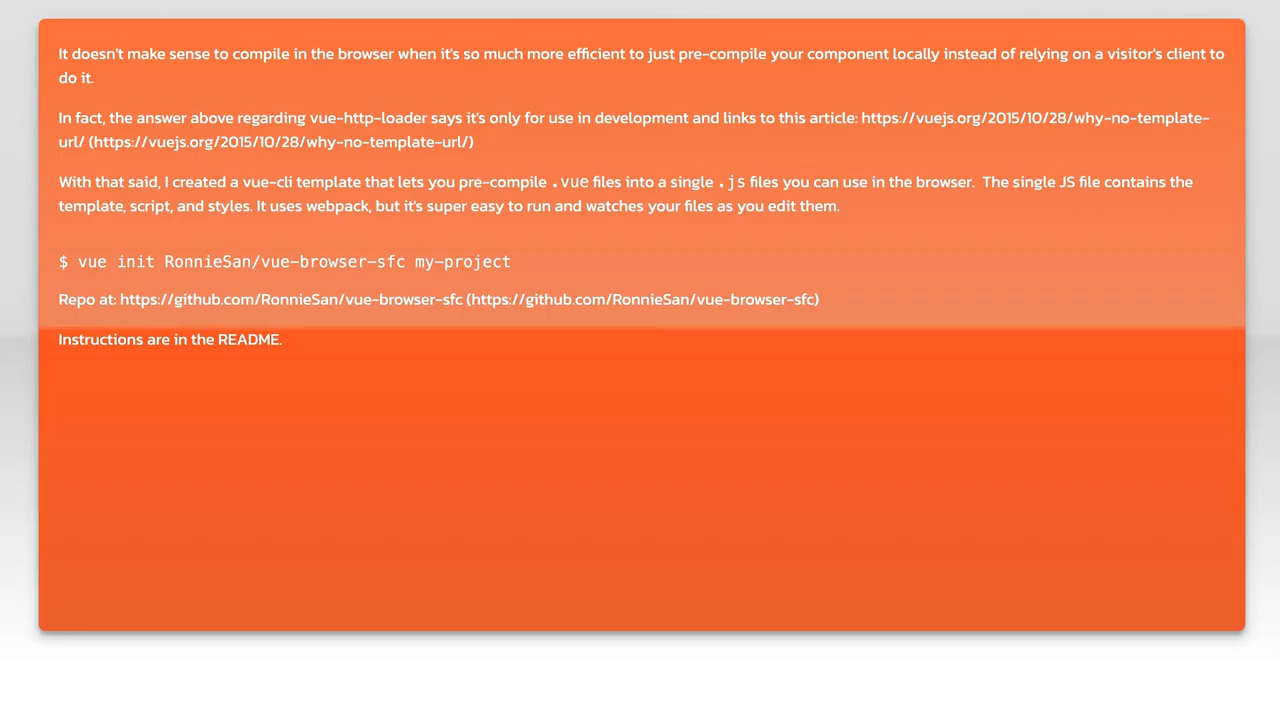 It doesn't make sense to compile in the browser when it's so much more efficient to just pre-compile your component locally instead of relying on a visitor's client to
do it.
In fact, the answer above regarding vue-http-loader says it's only for use in development and links to this article: https://vuejs.org/2015/10/28/why-no-template-
url/ (https://vuejs.org/2015/10/28/why-no-template-url/)
With that said, I created a vue-cli template that lets you pre-compile .vue files into a single .js files you can use in the browser.  The single JS file contains the
template, script, and styles. It uses webpack, but it's super easy to run and watches your files as you edit them.
$ vue init RonnieSan/vue-browser-sfc my-project
Repo at: https://github.com/RonnieSan/vue-browser-sfc (https://github.com/RonnieSan/vue-browser-sfc)
Instructions are in the README.